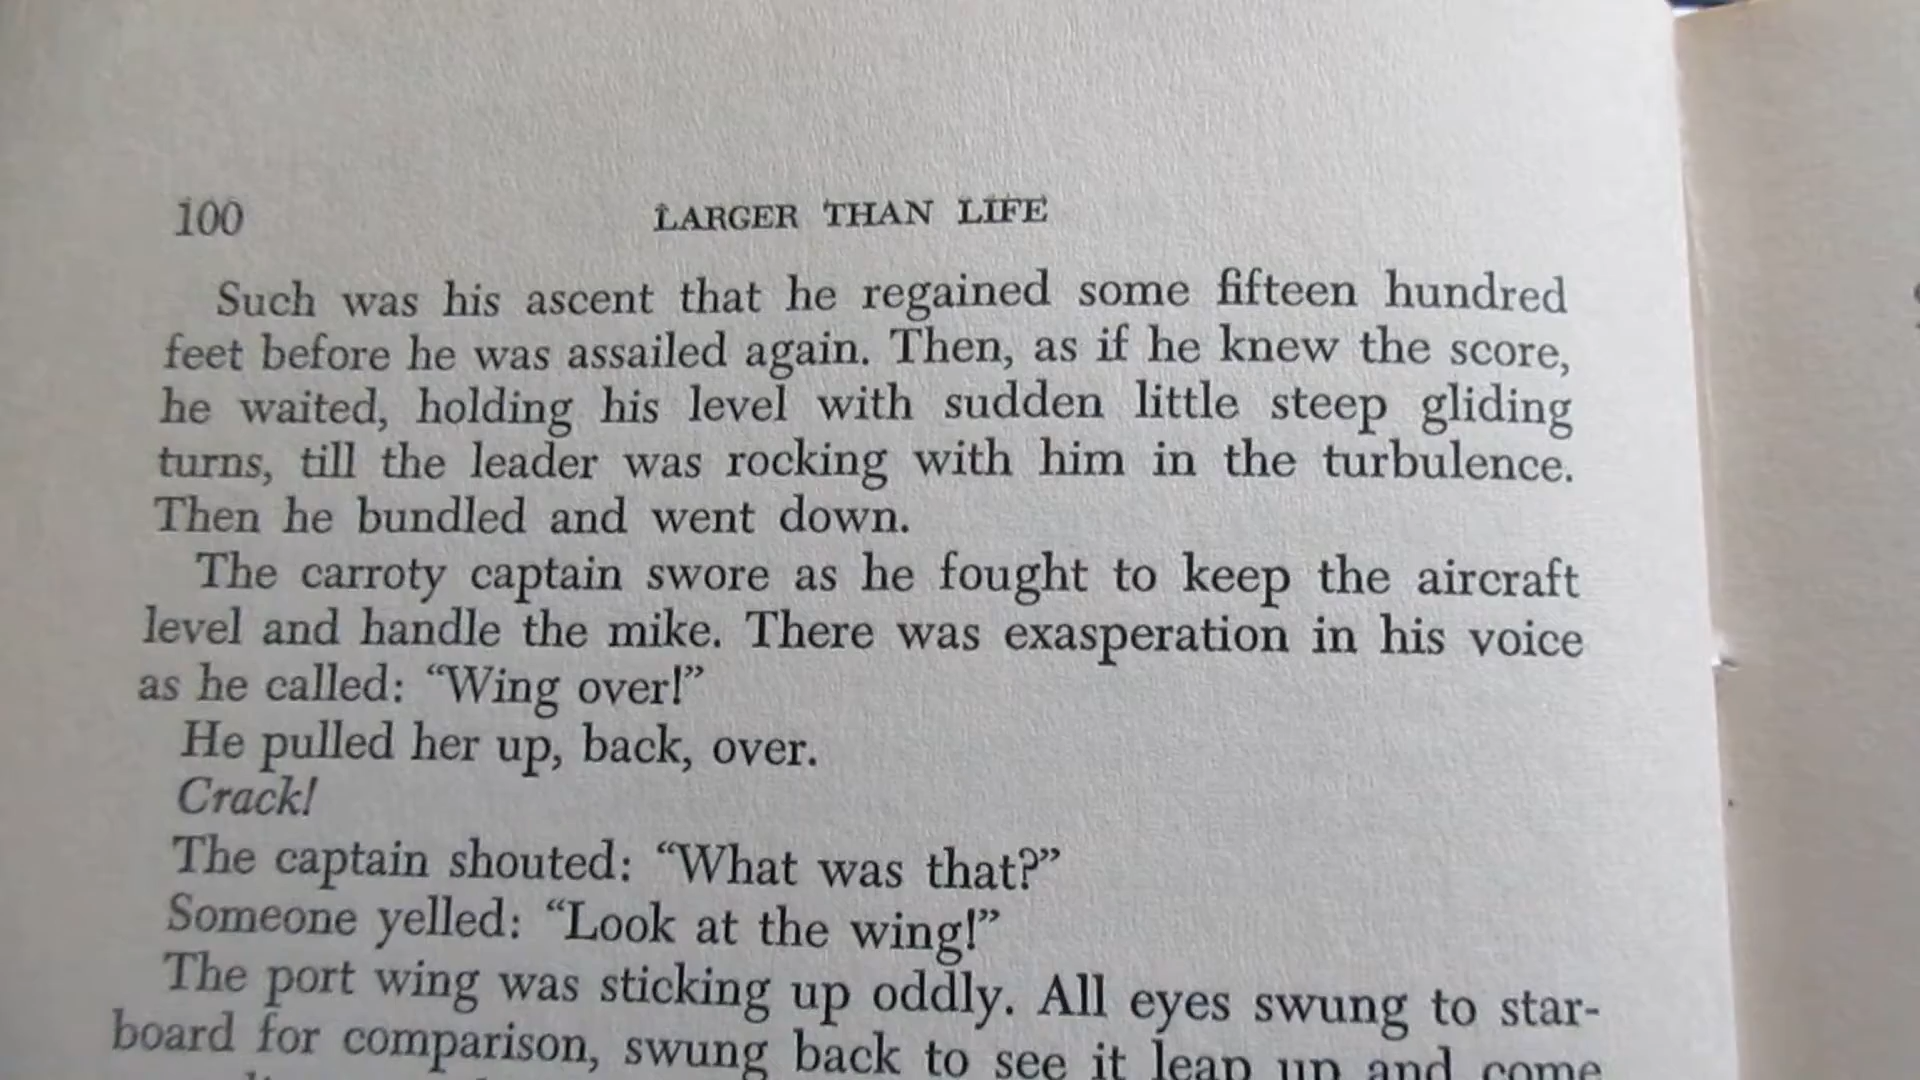 100 LARGER THAN LIFE
Such was his ascent that he regained some fifteen hundred
feet before he was assailed again. Then, as if he knew the score,
he waited, holding his level with sudden little steep gliding
turns, till the leader was rocking with him in the turbulence.
Then he bundled and went down.
The carroty captain swore as he fought to keep the aircraft
level and handle the mike. There was exasperation in his voice
as he called: “Wing over!”
He pulled her up, back, over.
Crack!
The captain shouted: “What was that?”
Someone yelled: “Look at the wing!”
The port wing was sticking up oddly. All eyes swung to star-
board for comparison, swung back to see it leap up and come